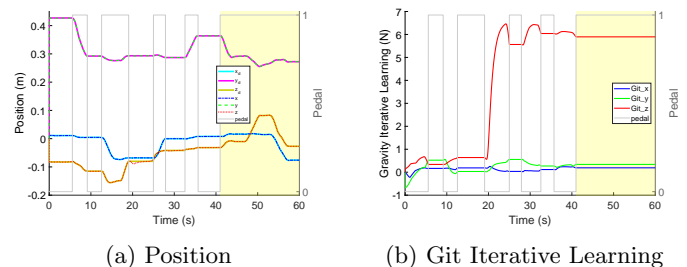 0.4
0.3
0.2
0.1
0
-0.1
-0.2
Position (m)
0 10 20 30 40 50 60
Time (s)
1
0
Pedal
x_d
y_d
z_d
x
y
z
pedal
(a) Position
7
6
5
4
3
2
1
0
-1
Gravity Iterative Learning (N)
0 10 20 30 40 50 60
Time (s)
1
0
Pedal
Git_x
Git_y
Git_z
pedal
(b) Git Iterative Learning